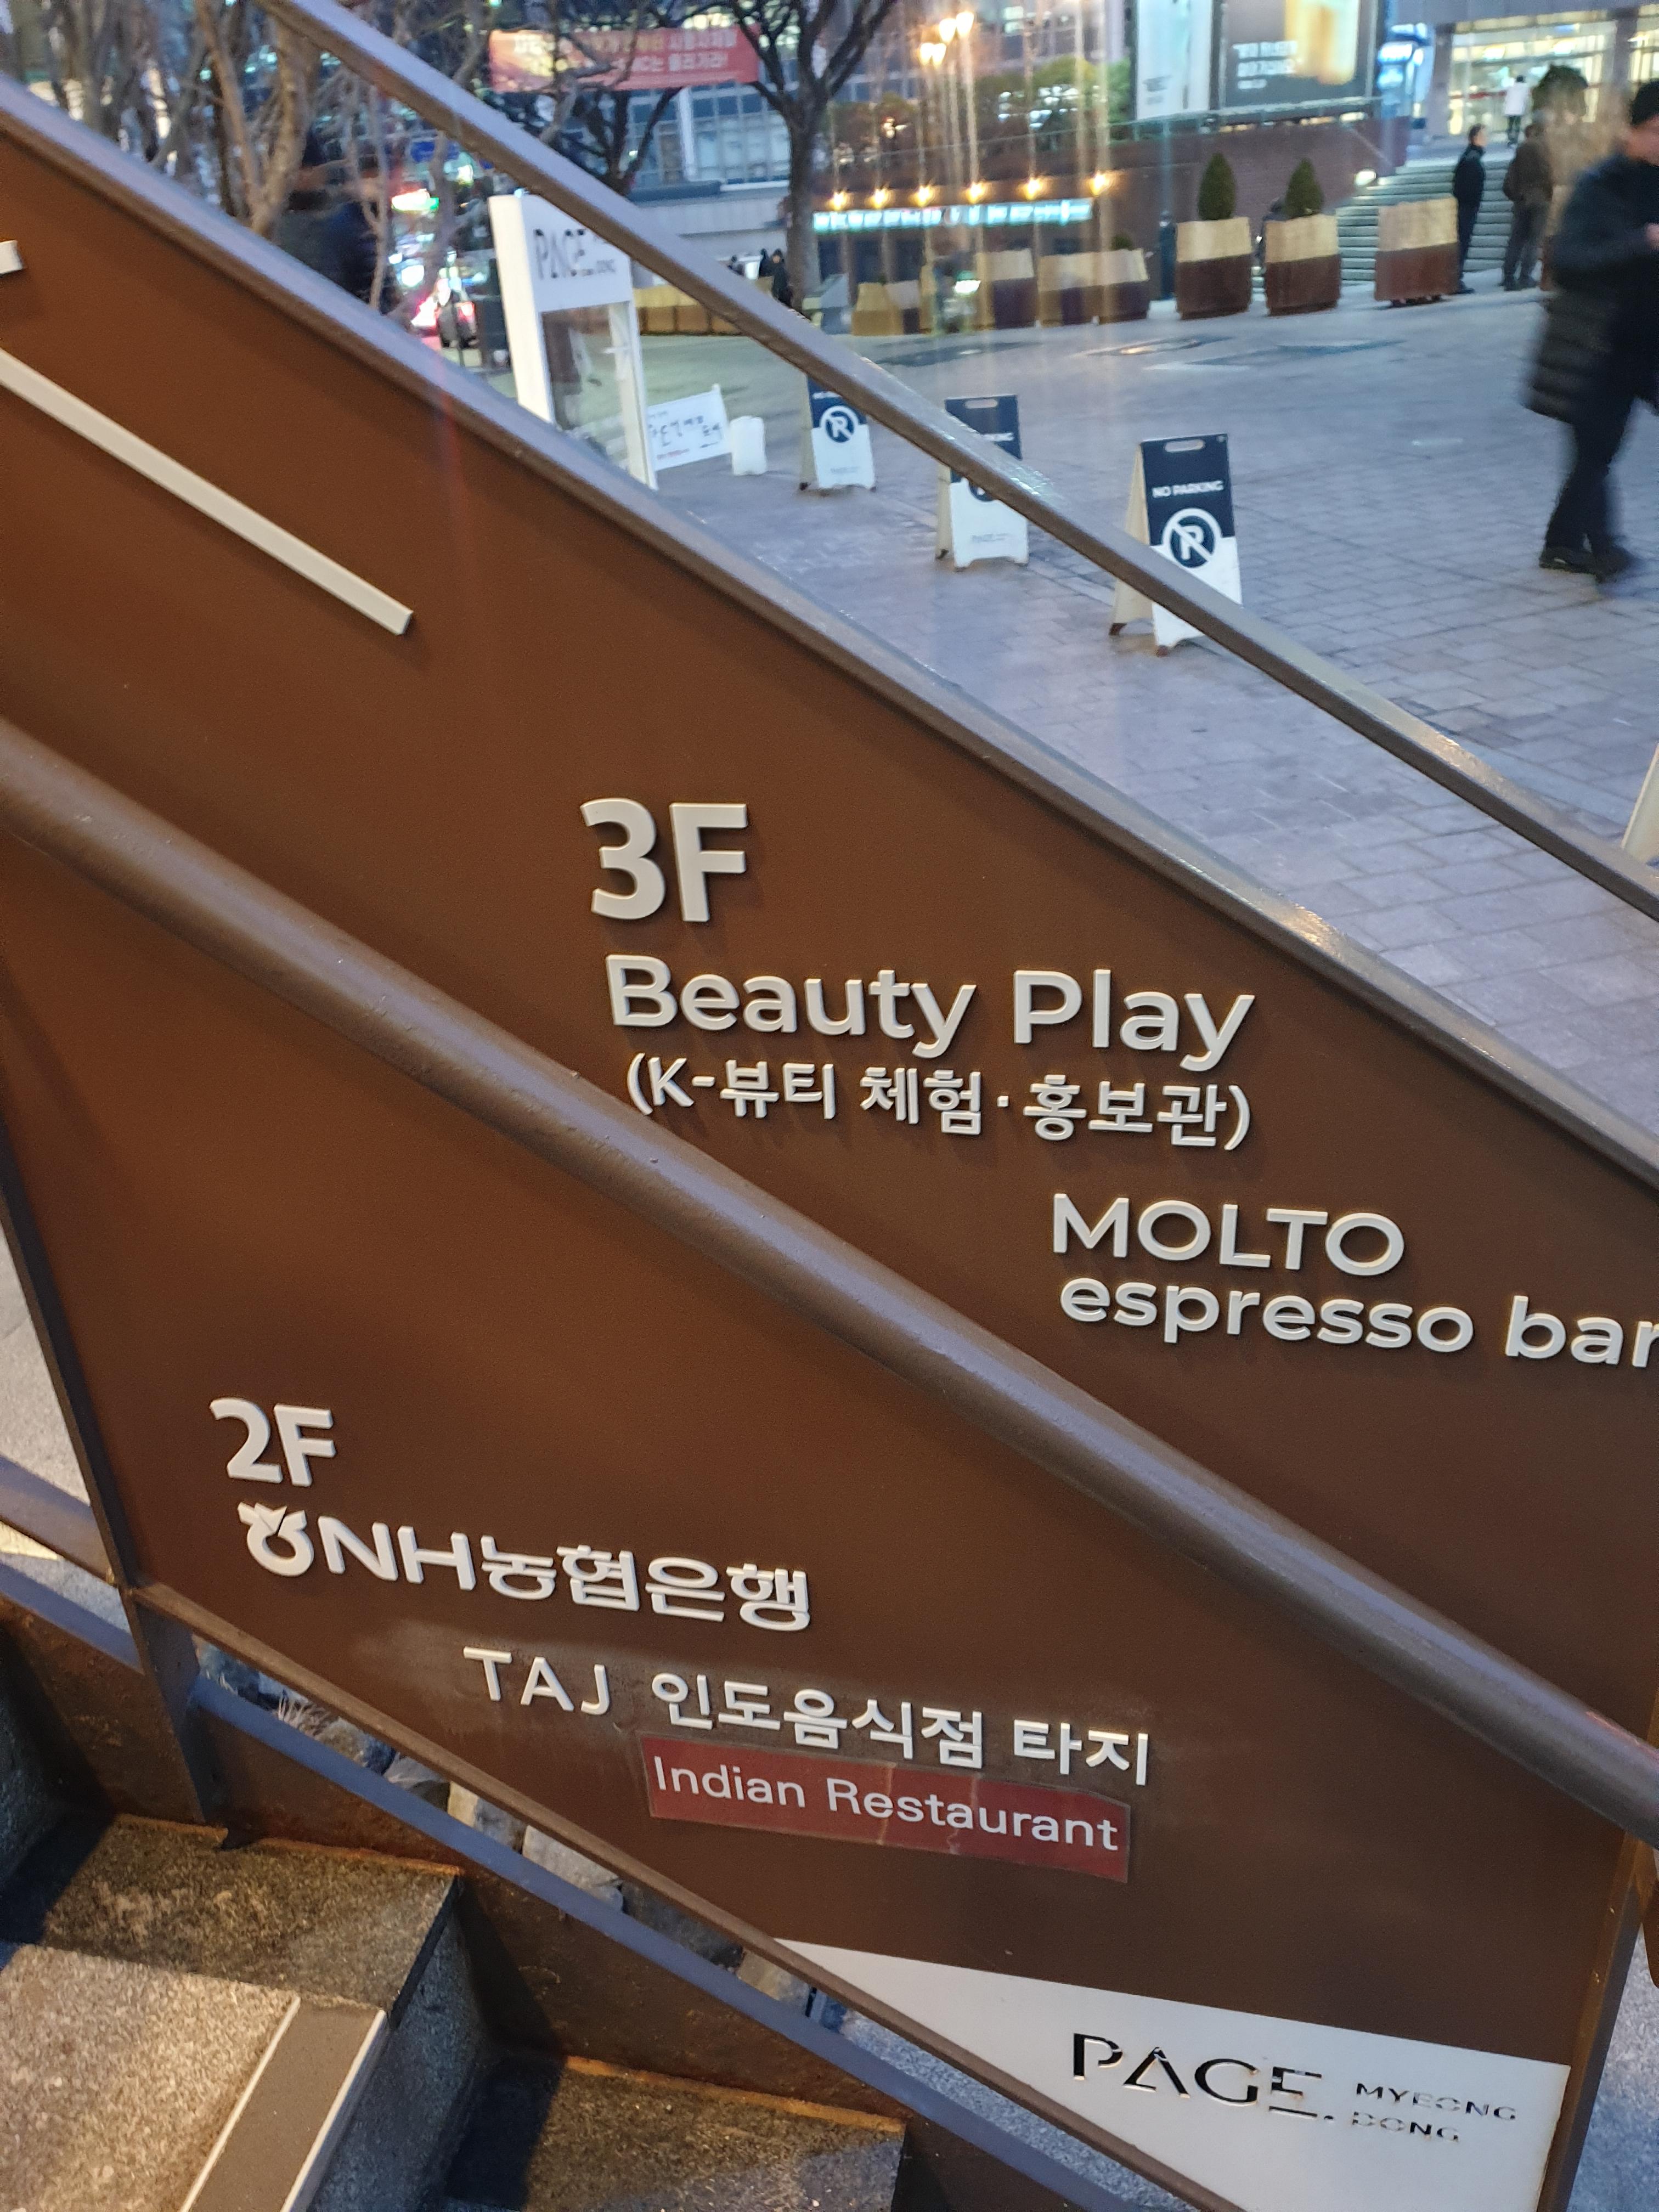 PAGE.
NO PARKING
3F
Beauty Play
(K-뷰티 체험·홍보관)
MOLTO
espresso bar
2F
NH농협은행
TAJ 인도음식점 타지
Indian Restaurant
PAGE. MYEONG
DONG